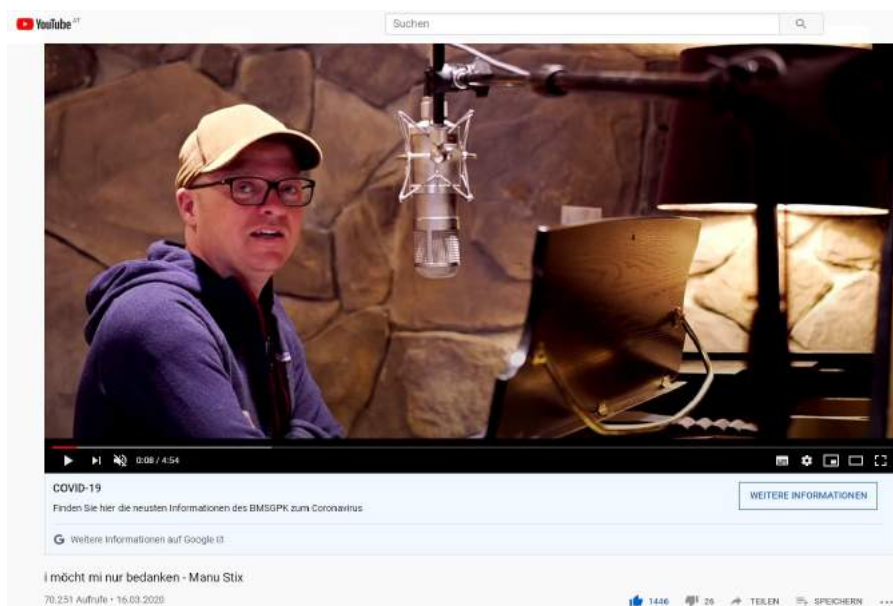 YouTube AT
Suchen
0:08 / 4:54
COVID-19
Finden Sie hier die neusten Informationen des BMSGPK zum Coronavirus
WEITERE INFORMATIONEN
G Weitere Informationen auf Google
i möcht mi nur bedanken - Manu Stix
70.251 Aufrufe • 16.03.2020
1446 26 TEILEN SPEICHERN ...